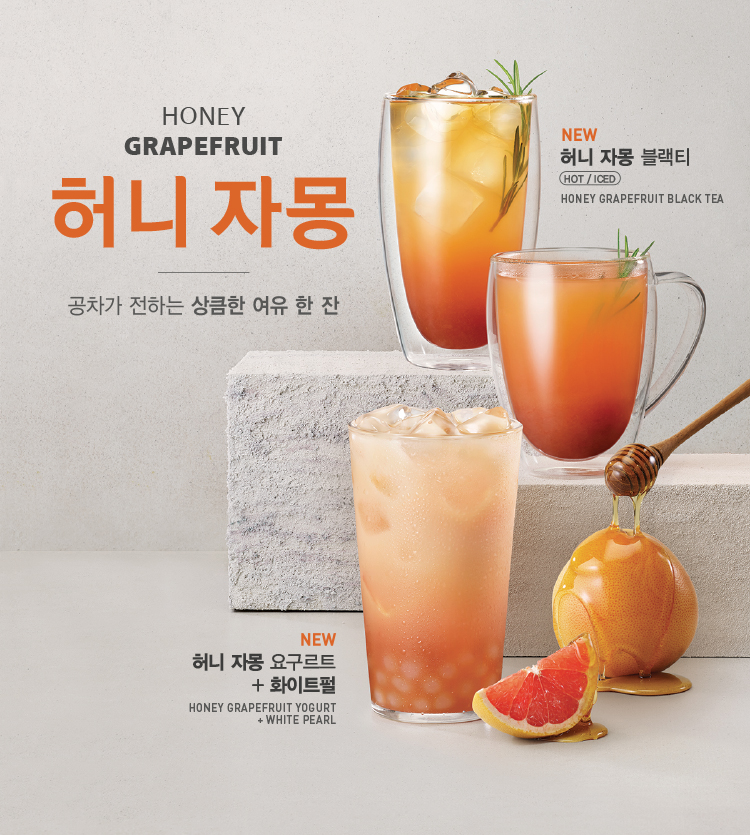 HONEY
GRAPEFRUIT
허니 자몽
공차가 전하는 상큼한 여유 한 잔
NEW
허니 자몽 블랙티
HOT / ICED
HONEY GRAPEFRUIT BLACK TEA
NEW
허니 자몽 요구르트
+ 화이트펄
HONEY GRAPEFRUIT YOGURT
+ WHITE PEARL